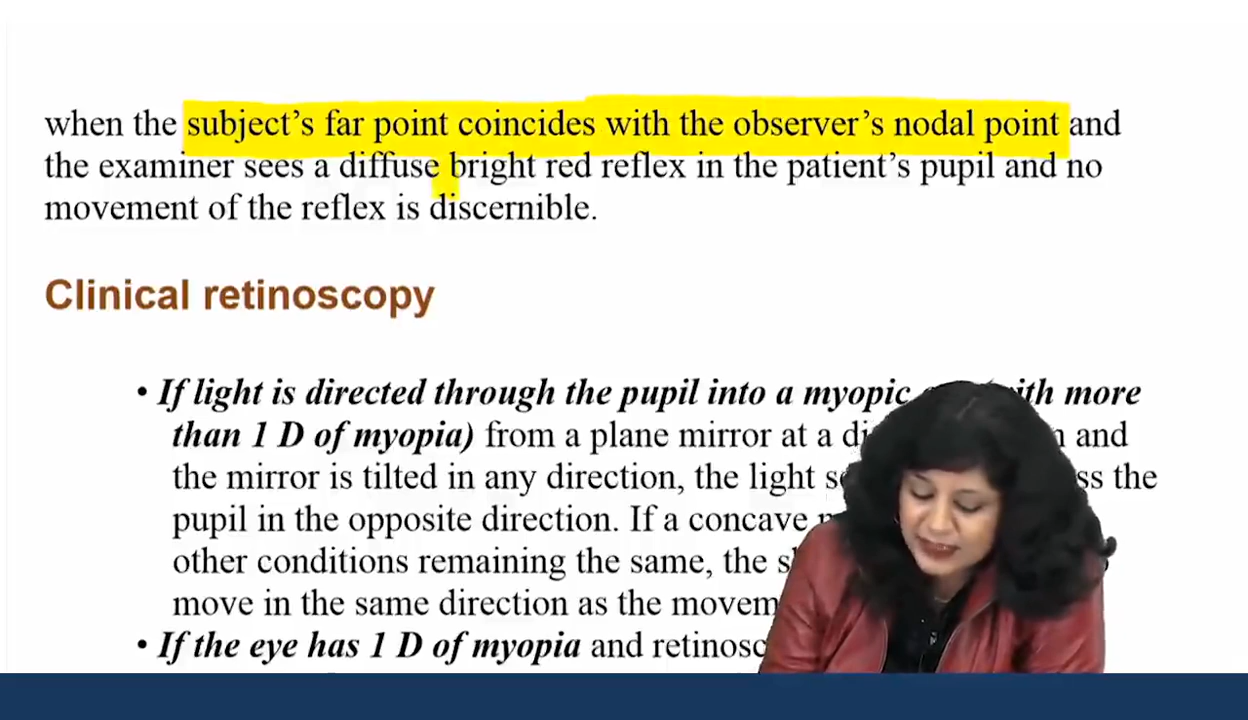 when the subject's far point coincides with the observer's nodal point and
the examiner sees a diffuse bright red reflex in the patient's pupil and no
movement of the reflex is discernible.
Clinical retinoscopy
• If light is directed through the pupil into a myopic more
than 1 D of myopia) from a plane mirror at a and
the mirror is tilted in any direction, the light the
pupil in the opposite direction. If a concave
other conditions remaining the same, the
move in the same direction as the
• If the eye has 1 D of myopia and